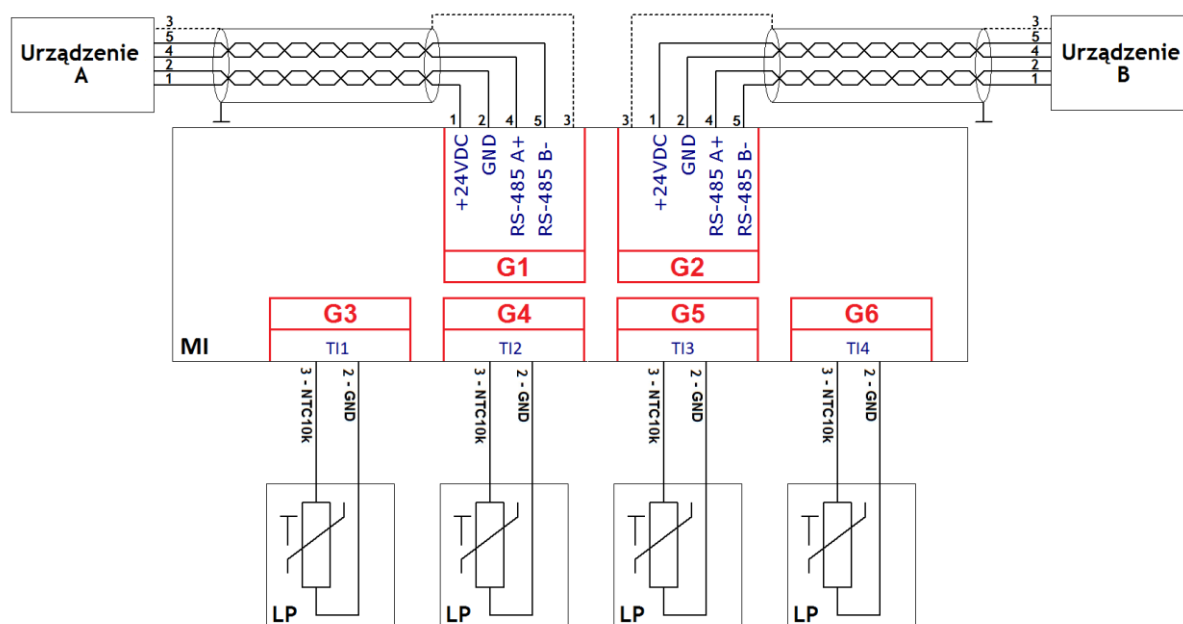 Urządzenie
A
3
5
4
2
1
3
5
4
2
1
Urządzenie
B
1
2
4
5
3
3
1
2
4
5
+24VDC
GND
RS-485 A+
RS-485 B-
+24VDC
GND
RS-485 A+
RS-485 B-
G1
G2
G3
G4
G5
G6
MI
TI1
TI2
TI3
TI4
3 - NTC10k
2 - GND
3 - NTC10k
2 - GND
3 - NTC10k
2 - GND
3 - NTC10k
2 - GND
LP
LP
LP
LP